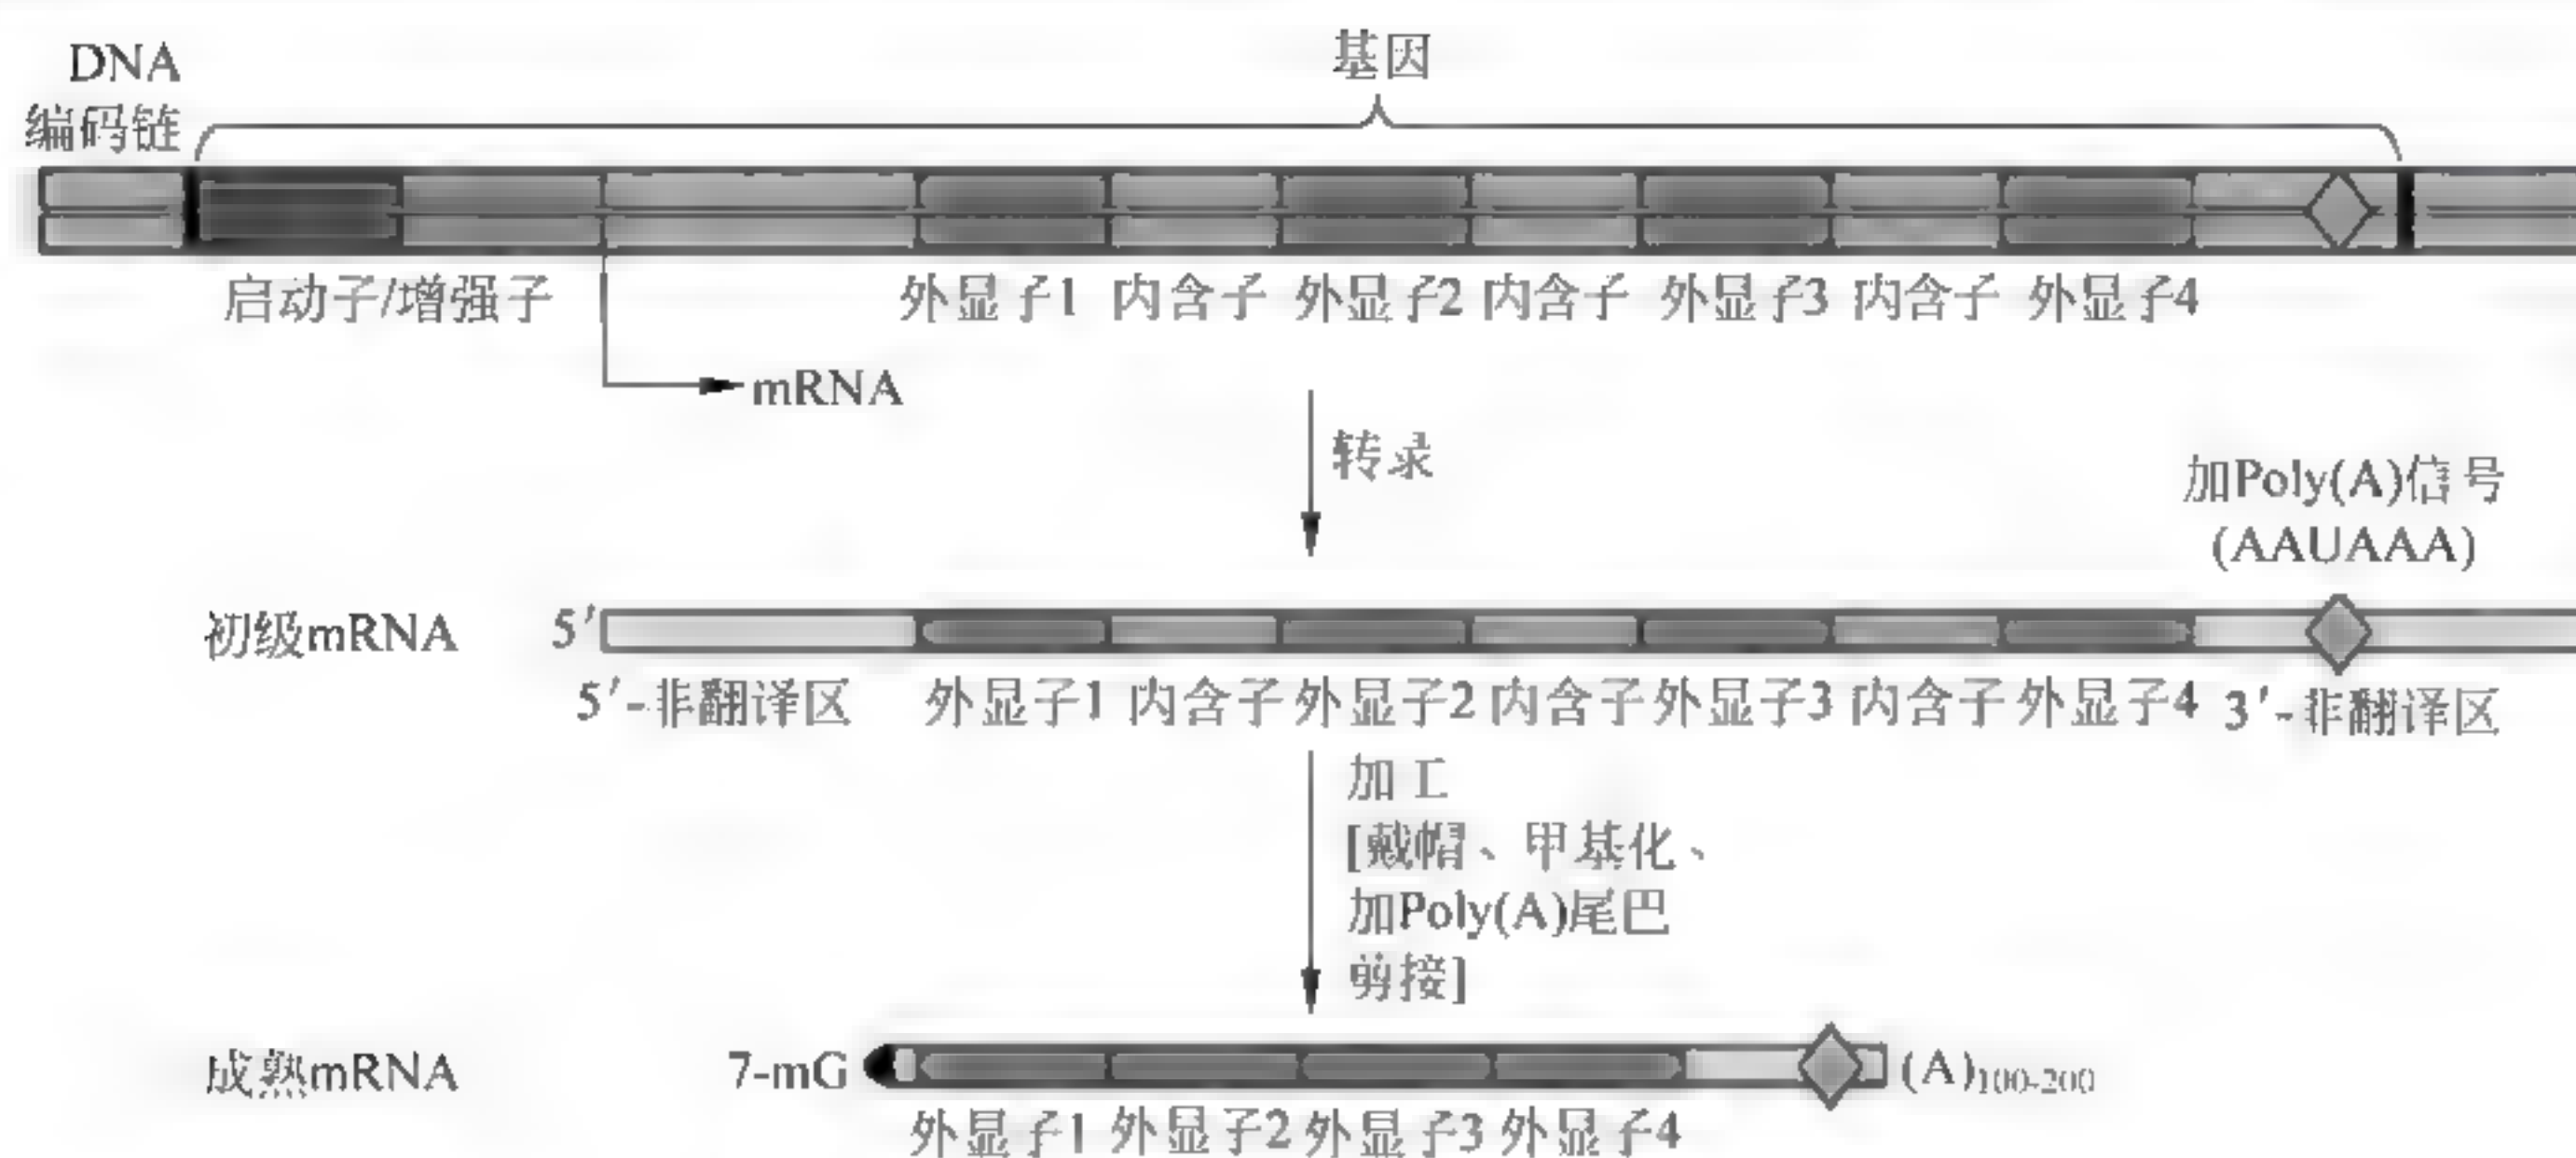 DNA
编码链
基因
启动子/增强子
外显子1 内含子 外显子2 内含子 外显子3 内含子 外显子4
mRNA
转录
加Poly(A)信号
(AAUAAA)
初级mRNA 5′
5′-非翻译区 外显子1 内含子 外显子2 内含子 外显子3 内含子 外显子4 3′-非翻译区
加工
[戴帽、甲基化、
加Poly(A)尾巴
剪接]
成熟mRNA 7-mG (A)100-200
外显子1 外显子2 外显子3 外显子4